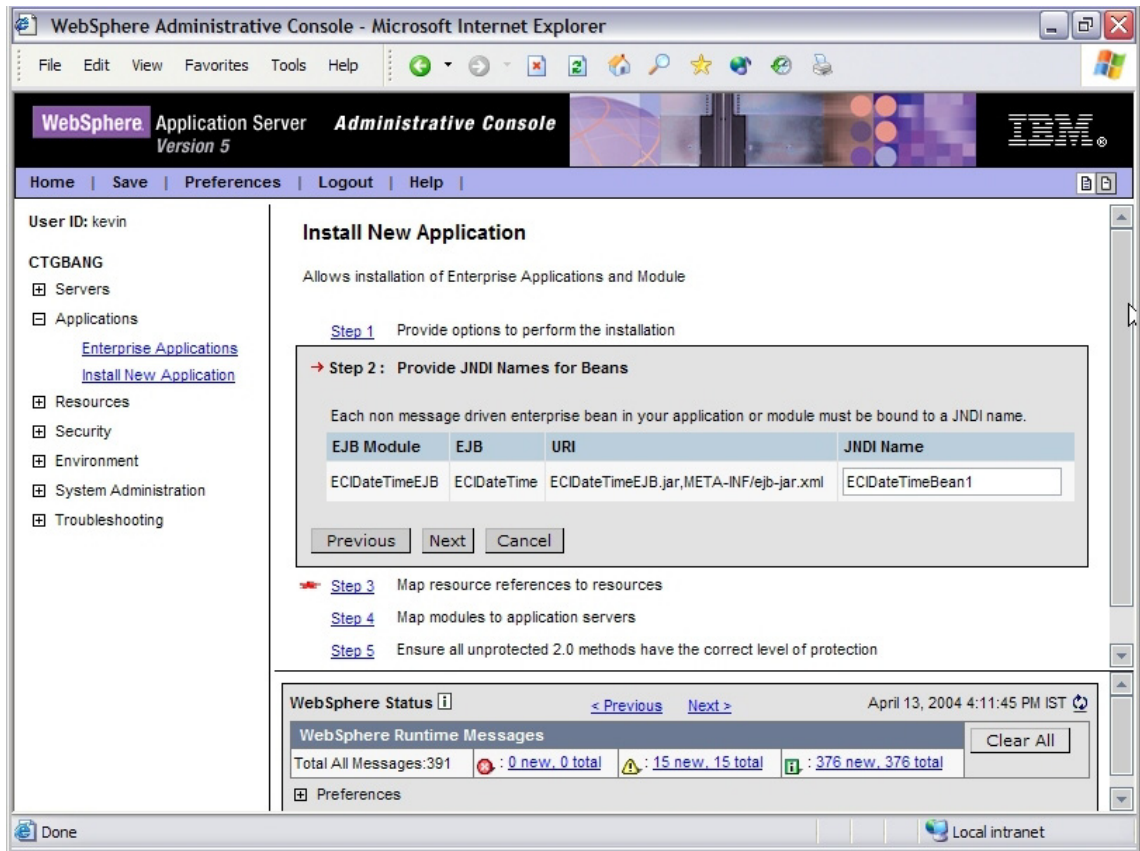 WebSphere Administrative Console - Microsoft Internet Explorer
File Edit View Favorites Tools Help
WebSphere Application Server Administrative Console
Version 5
IBM®
Home | Save | Preferences | Logout | Help |
User ID: kevin
CTGBANG
Servers
Applications
Enterprise Applications
Install New Application
Resources
Security
Environment
System Administration
Troubleshooting
Install New Application
Allows installation of Enterprise Applications and Module
Step 1 Provide options to perform the installation
Step 2 : Provide JNDI Names for Beans
Each non message driven enterprise bean in your application or module must be bound to a JNDI name.
EJB Module EJB URI JNDI Name
ECIDateTimeEJB ECIDateTime ECIDateTimeEJB.jar,META-INF/ejb-jar.xml ECIDateTimeBean1
Previous Next Cancel
Step 3 Map resource references to resources
Step 4 Map modules to application servers
Step 5 Ensure all unprotected 2.0 methods have the correct level of protection
WebSphere Status i < Previous Next > April 13, 2004 4:11:45 PM IST
WebSphere Runtime Messages Clear All
Total All Messages:391 : 0 new, 0 total : 15 new, 15 total : 376 new, 376 total
Preferences
Done Local intranet